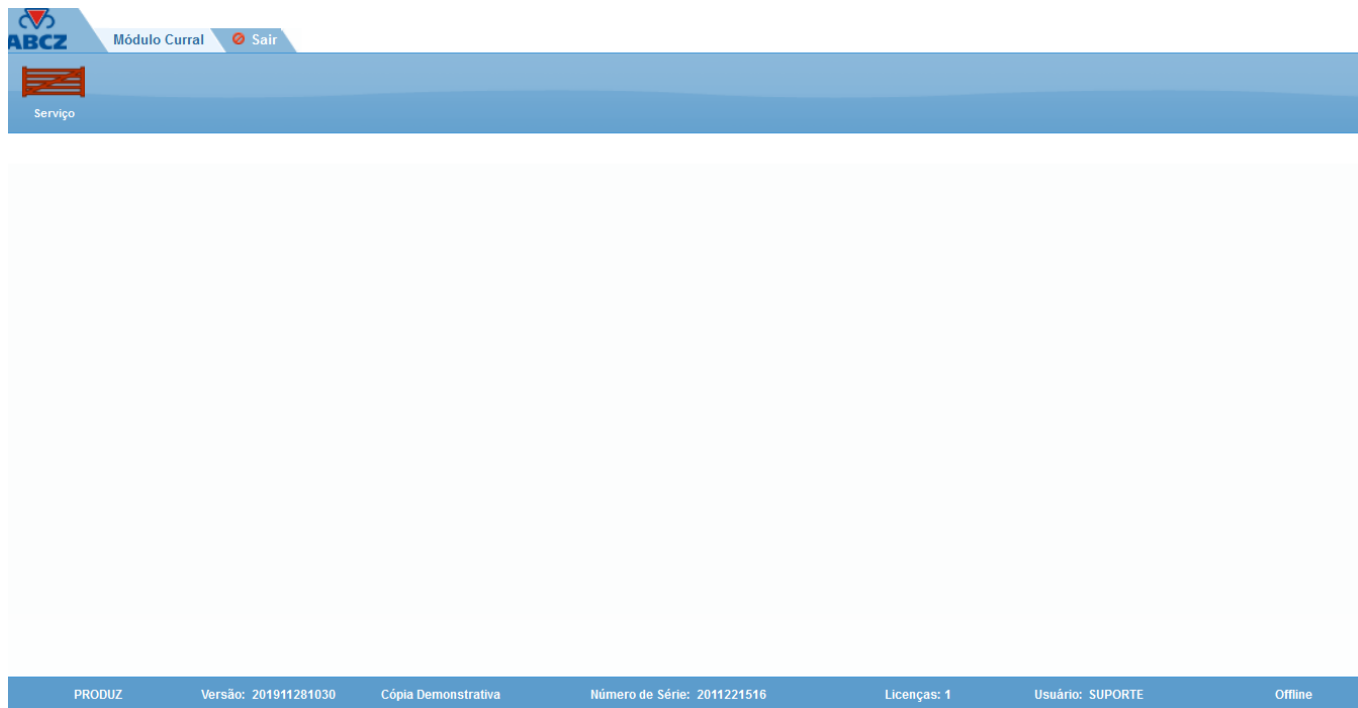 ABCZ
Módulo Curral Sair
Serviço
PRODUZ Versão: 201911281030 Cópia Demonstrativa Número de Série: 2011221516 Licenças: 1 Usuário: SUPORTE Offline